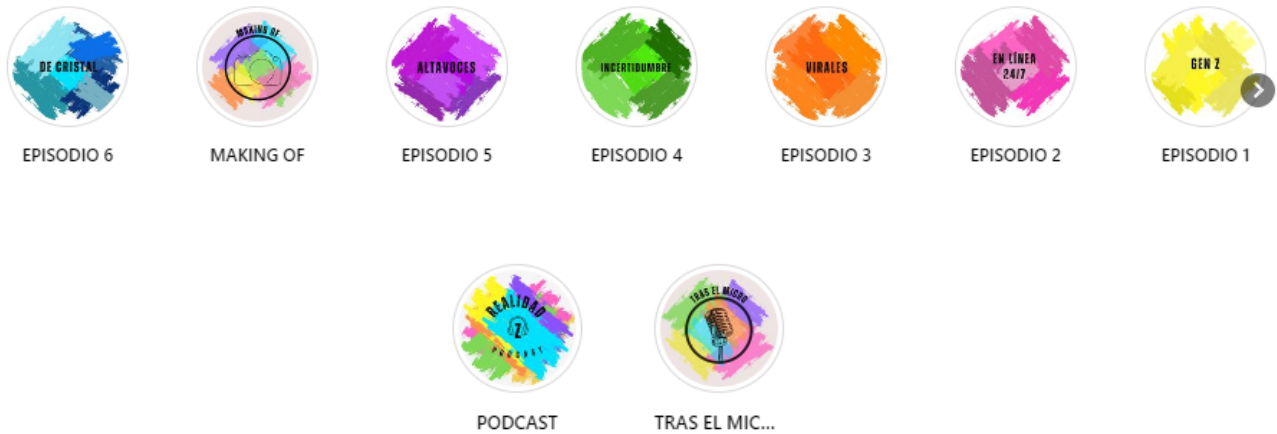 DE CRISTAL
MAKING OF
ALTAVOCES
INCERTIDUMBRE
VIRALES
EN LÍNEA
24/7
GEN Z
EPISODIO 6
MAKING OF
EPISODIO 5
EPISODIO 4
EPISODIO 3
EPISODIO 2
EPISODIO 1
REALIDAD
Z
PODCAST
TRAS EL MICRO
PODCAST
TRAS EL MIC...